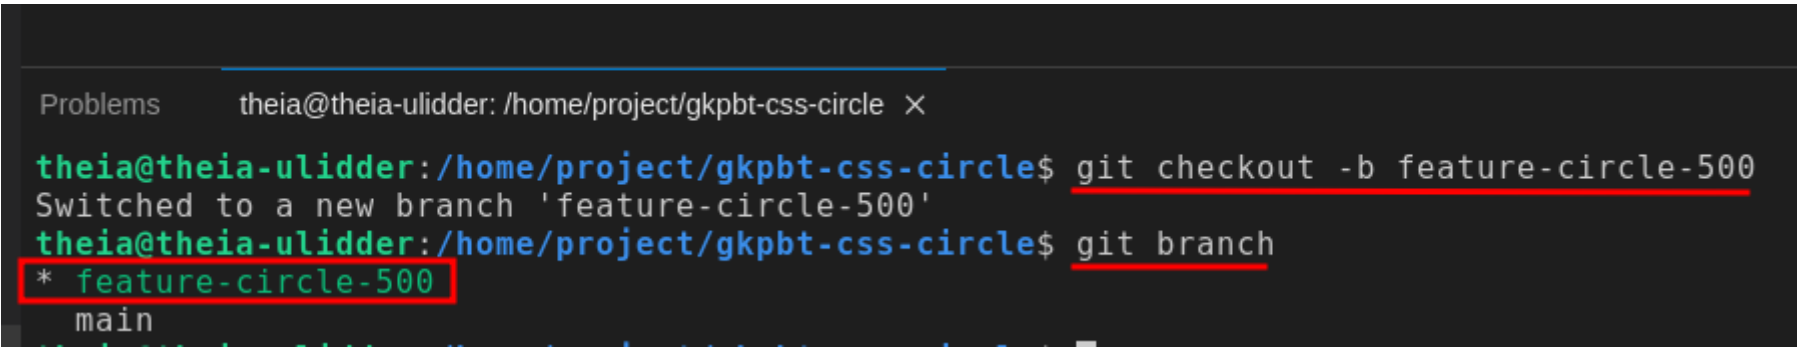 Problems theia@theia-ulidder: /home/project/gkpbt-css-circle ×
theia@theia-ulidder:/home/project/gkpbt-css-circle$ git checkout -b feature-circle-500
Switched to a new branch 'feature-circle-500'
theia@theia-ulidder:/home/project/gkpbt-css-circle$ git branch
* feature-circle-500
main